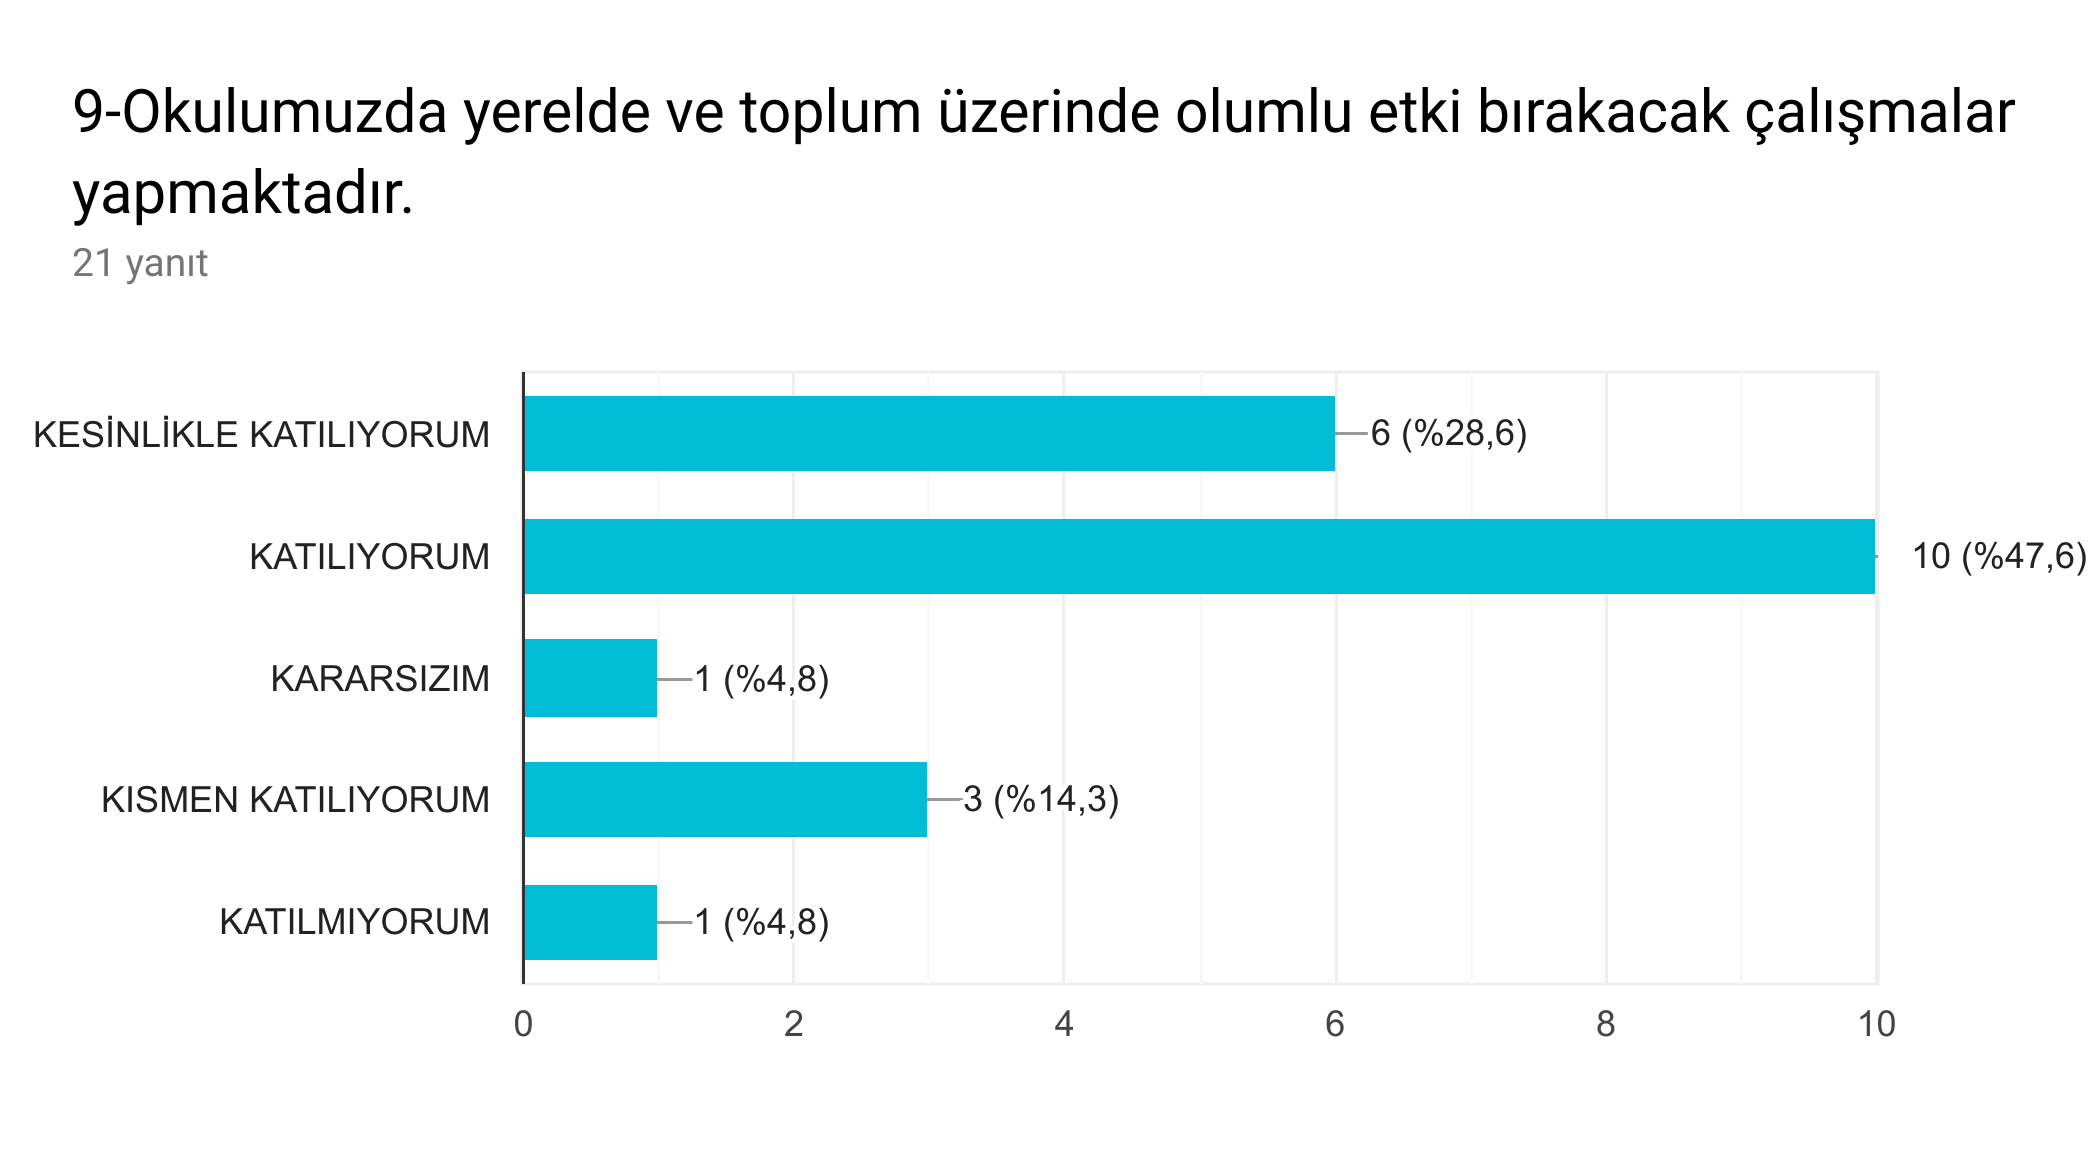 9-Okulumuzda yerelde ve toplum üzerinde olumlu etki bırakacak çalışmalar
yapmaktadır.
21 yanıt
KESİNLİKLE KATILIYORUM 6 (%28,6)
KATILIYORUM 10 (%47,6)
KARARSIZIM 1 (%4,8)
KISMEN KATILIYORUM 3 (%14,3)
KATILMIYORUM 1 (%4,8)
0 2 4 6 8 10